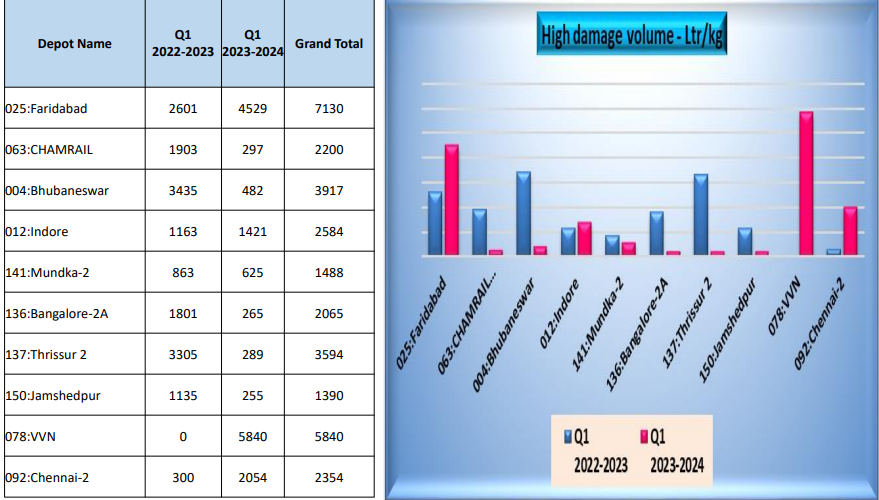 Depot Name Q1 2022-2023 Q1 2023-2024 Grand Total
025:Faridabad 2601 4529 7130
063:CHAMRAIL 1903 297 2200
004:Bhubaneswar 3435 482 3917
012:Indore 1163 1421 2584
141:Mundka-2 863 625 1488
136:Bangalore-2A 1801 265 2065
137:Thrissur 2 3305 289 3594
150:Jamshedpur 1135 255 1390
078:VVN 0 5840 5840
092:Chennai-2 300 2054 2354
High damage volume - Ltr/kg
025:Faridabad
063:CHAMRAIL...
004:Bhubaneswar
012:Indore
141:Mundka-2
136:Bangalore-2A
137:Thrissur 2
150:Jamshedpur
078:VVN
092:Chennai-2
Q1 2022-2023
Q1 2023-2024